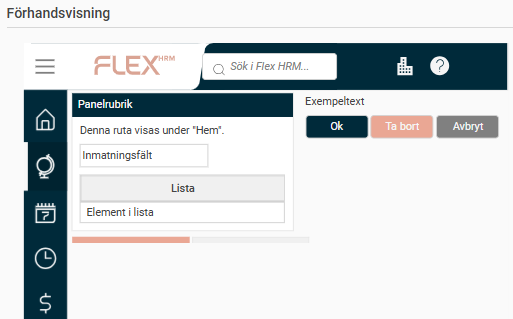 Förhandsvisning
FLEX HRM
Sök i Flex HRM...
?
Panelrubrik
Denna ruta visas under "Hem".
Inmatningsfält
Lista
Element i lista
Exempeltext
Ok
Ta bort
Avbryt
7
$